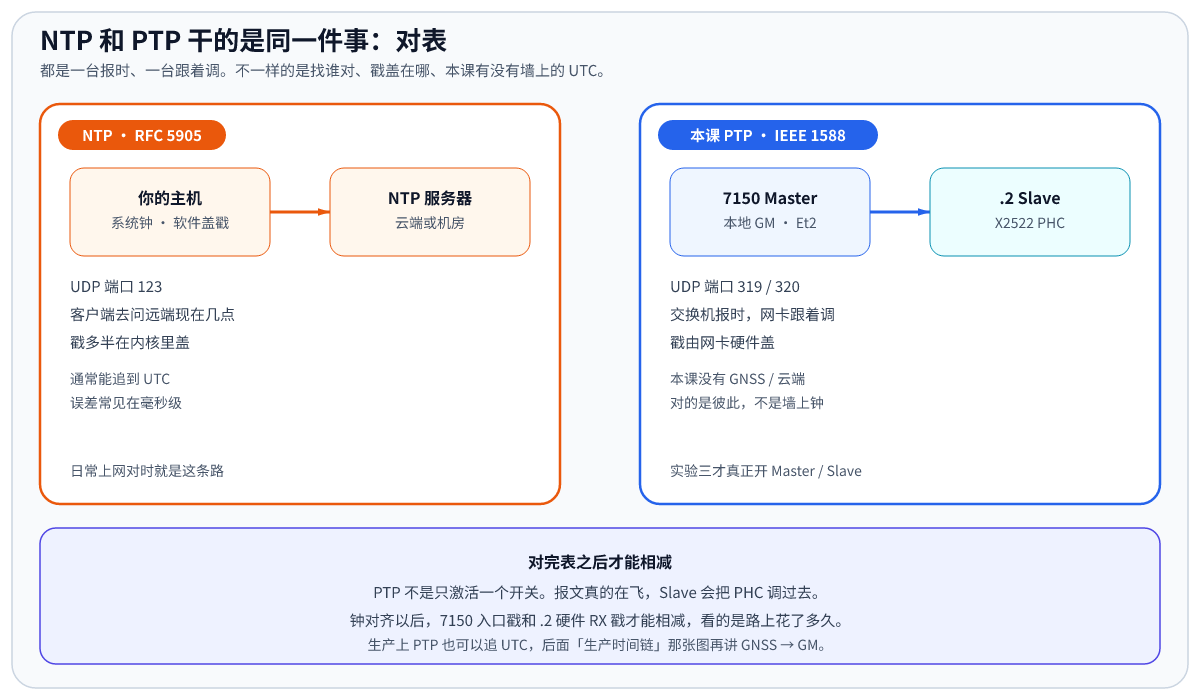 NTP 和 PTP 干的是同一件事：对表
都是一台报时、一台跟着调。不一样的是找谁对、戳盖在哪、本课有没有墙上的 UTC。
NTP · RFC 5905
你的主机
系统钟 · 软件盖戳
NTP 服务器
云端或机房
UDP 端口 123
客户端去问远端现在几点
戳多半在内核里盖
通常能追到 UTC
误差常见在毫秒级
日常上网对时就是这条路
本课 PTP · IEEE 1588
7150 Master
本地 GM · Et2
.2 Slave
X2522 PHC
UDP 端口 319 / 320
交换机报时，网卡跟着调
戳由网卡硬件盖
本课没有 GNSS / 云端
对的是彼此，不是墙上钟
实验三才真正开 Master / Slave
对完表之后才能相减
PTP 不是只激活一个开关。报文真的在飞，Slave 会把 PHC 调过去。
钟对齐以后，7150 入口戳和 .2 硬件 RX 戳才能相减，看的是路上花了多久。
生产上 PTP 也可以追 UTC，后面「生产时间链」那张图再讲 GNSS → GM。